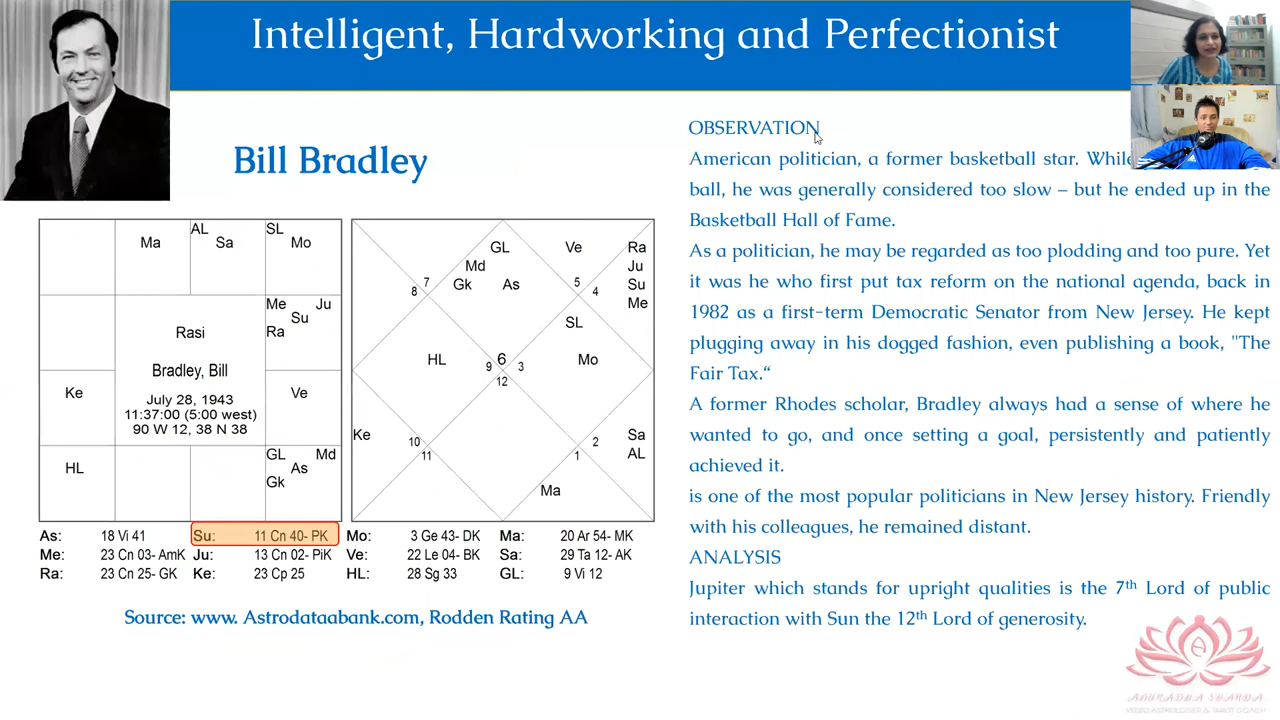 Intelligent, Hardworking and Perfectionist
Bill Bradley
Ma
AL
Sa
SL
Mo
Me Ju
Su
Ra
Rasi
Bradley, Bill
July 28, 1943
11:37:00 (5:00 west)
90 W 12, 38 N 38
Ke
Ve
HL
GL Md
As
Gk
GL
Md
Gk As
Ve
Ra
Ju
Su
Me
7
8
5
4
SL
HL
6
9 3
12
Mo
Ke
10
11
2
1
Sa
AL
Ma
As: 18 Vi 41 Su: 11 Cn 40- PK Mo: 3 Ge 43- DK Ma: 20 Ar 54- MK
Me: 23 Cn 03- AmK Ju: 13 Cn 02- PiK Ve: 22 Le 04- BK Sa: 29 Ta 12- AK
Ra: 23 Cn 25- GK Ke: 23 Cp 25 HL: 28 Sg 33 GL: 9 Vi 12
Source: www. Astrodataabank.com, Rodden Rating AA
OBSERVATION
American politician, a former basketball star. While
ball, he was generally considered too slow – but he ended up in the
Basketball Hall of Fame.
As a politician, he may be regarded as too plodding and too pure. Yet
it was he who first put tax reform on the national agenda, back in
1982 as a first-term Democratic Senator from New Jersey. He kept
plugging away in his dogged fashion, even publishing a book, "The
Fair Tax.“
A former Rhodes scholar, Bradley always had a sense of where he
wanted to go, and once setting a goal, persistently and patiently
achieved it.
is one of the most popular politicians in New Jersey history. Friendly
with his colleagues, he remained distant.
ANALYSIS
Jupiter which stands for upright qualities is the 7th Lord of public
interaction with Sun the 12th Lord of generosity.